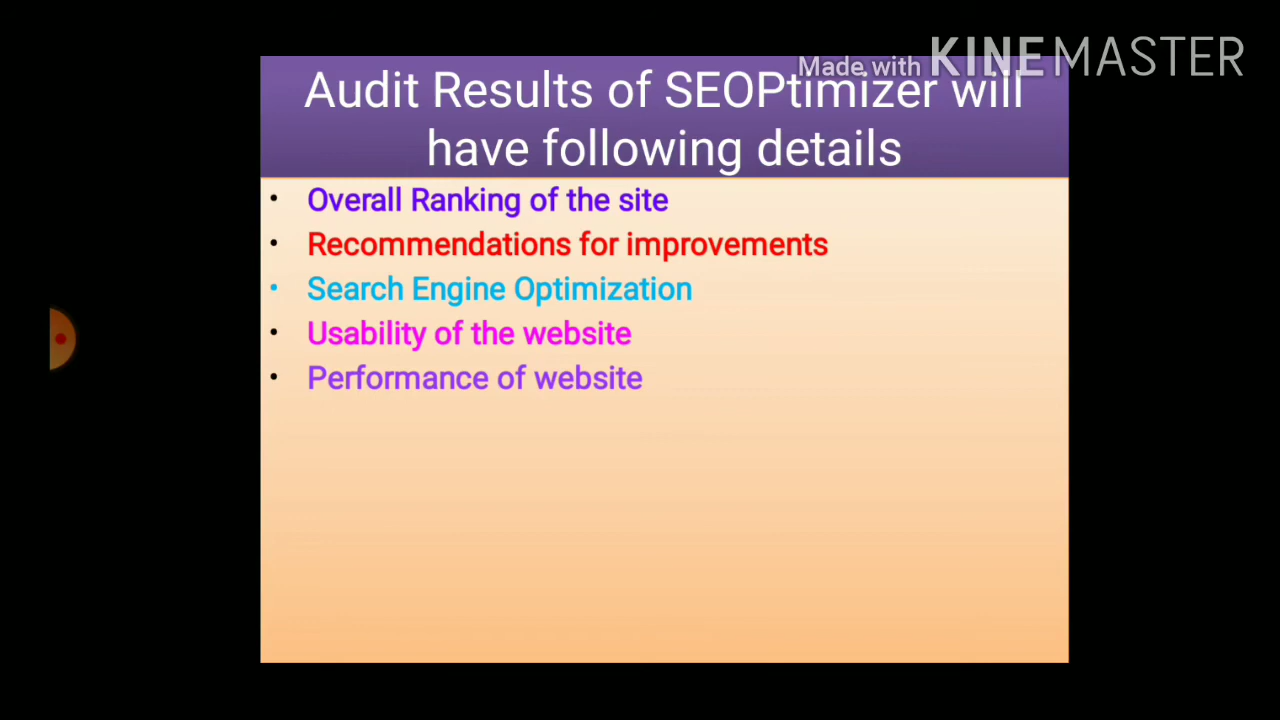 Made with KINEMASTER
Audit Results of SEOPtimizer will
have following details
• Overall Ranking of the site
• Recommendations for improvements
• Search Engine Optimization
• Usability of the website
• Performance of website